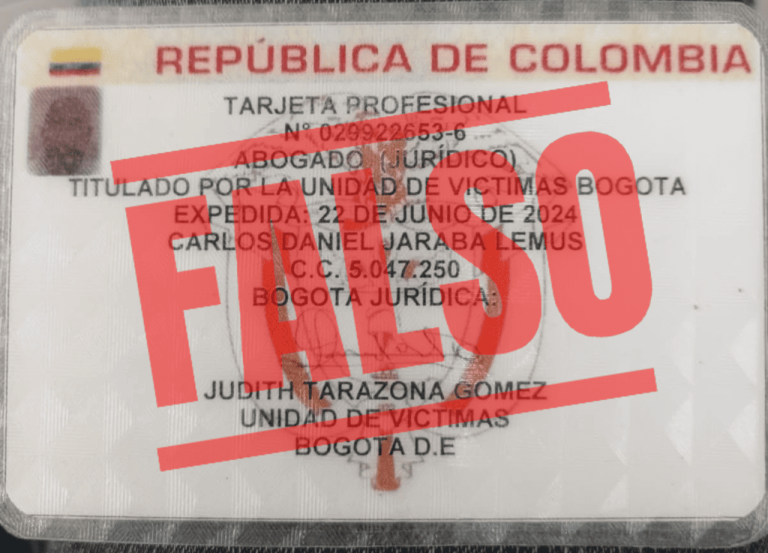 REPÚBLICA DE COLOMBIA
TARJETA PROFESIONAL
N° 029922653-6
ABOGADO (JURÍDICO)
TITULADO POR LA UNIDAD DE VICTIMAS BOGOTA
EXPEDIDA: 22 DE JUNIO DE 2024
CARLOS DANIEL JARABA LEMUS
C.C. 5.047.250
BOGOTA JURÍDICA:
FALSO
JUDITH TARAZONA GOMEZ
UNIDAD DE VICTIMAS
BOGOTA D.E